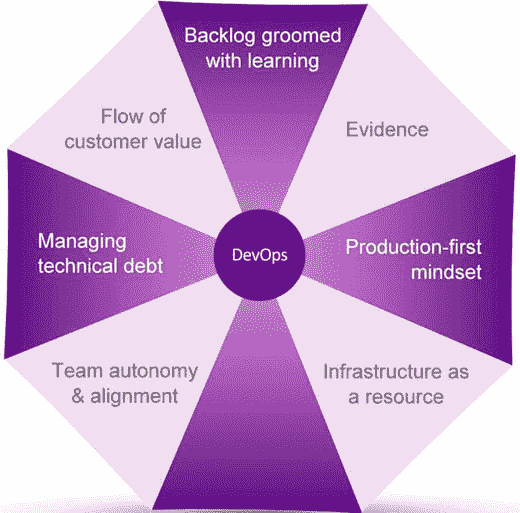 Backlog groomed
with learning
Flow of
customer value
Evidence
Managing
technical debt
DevOps
Production-first
mindset
Team autonomy
& alignment
Infrastructure as
a resource